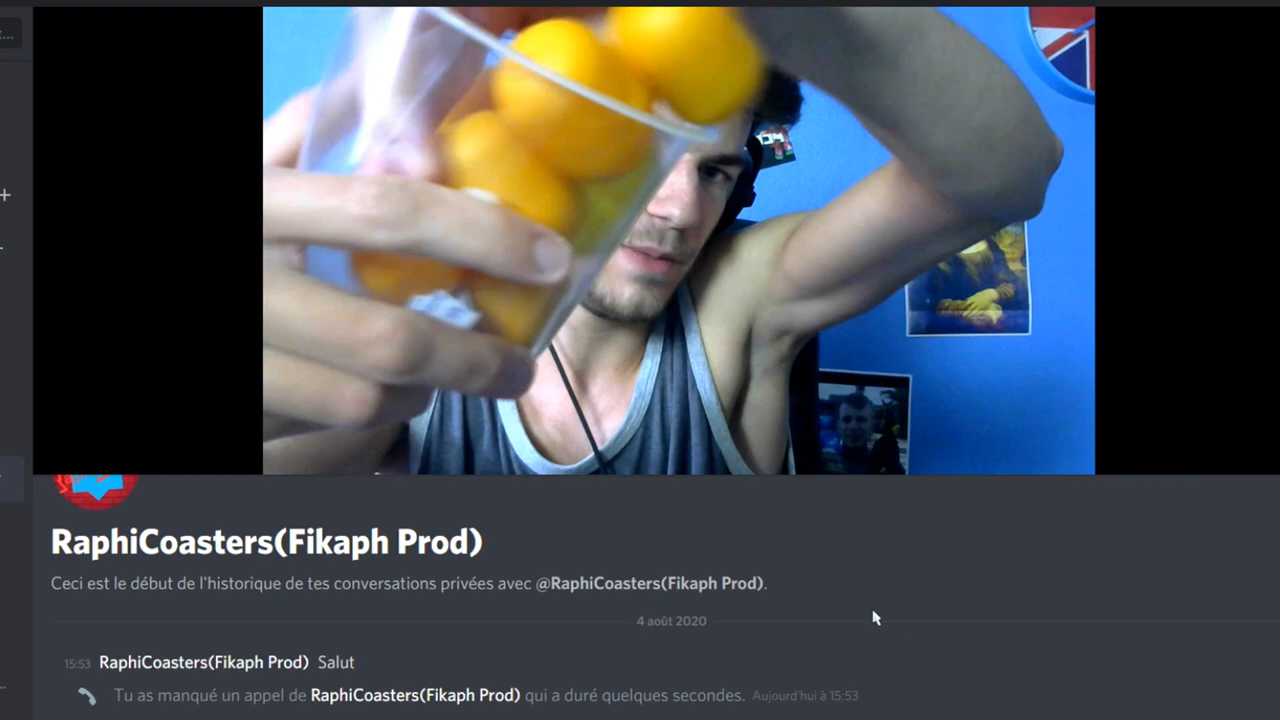 RaphiCoasters(Fikaph Prod)
Ceci est le début de l'historique de tes conversations privées avec @RaphiCoasters(Fikaph Prod).
4 août 2020
15:53 RaphiCoasters(Fikaph Prod) Salut
Tu as manqué un appel de RaphiCoasters(Fikaph Prod) qui a duré quelques secondes. Aujourd'hui à 15:53